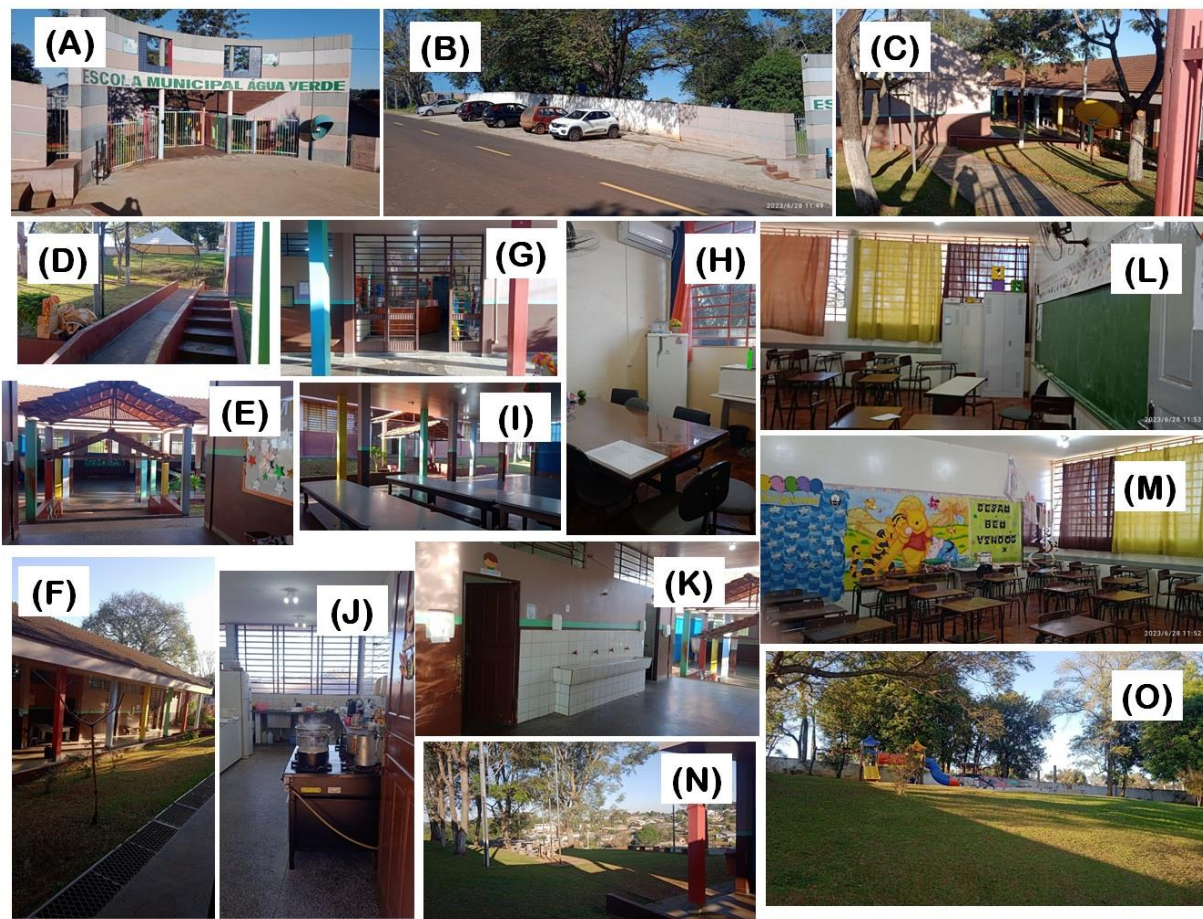 (A)
ESCOLA MUNICIPAL ÁGUA VERDE
(B)
ES
2023/6/28 11:49
(C)
(D)
(G)
(H)
(L)
2023/6/28 11:53
(E)
(I)
(M)
SEJAM
BEM
VINDOS
2023/6/28 11:52
(F)
(J)
(K)
(N)
(O)